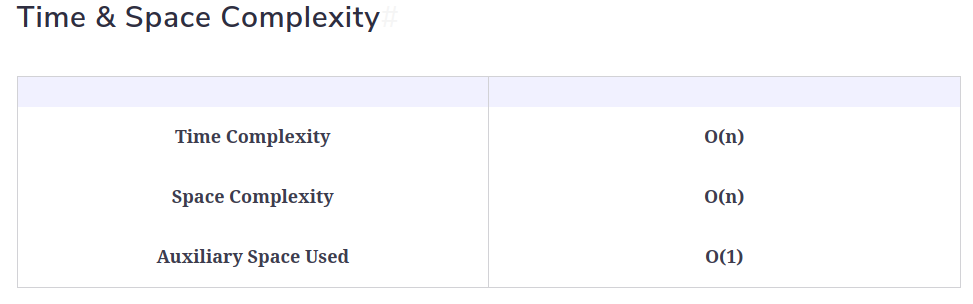 Time & Space Complexity#
Time Complexity O(n)
Space Complexity O(n)
Auxiliary Space Used O(1)